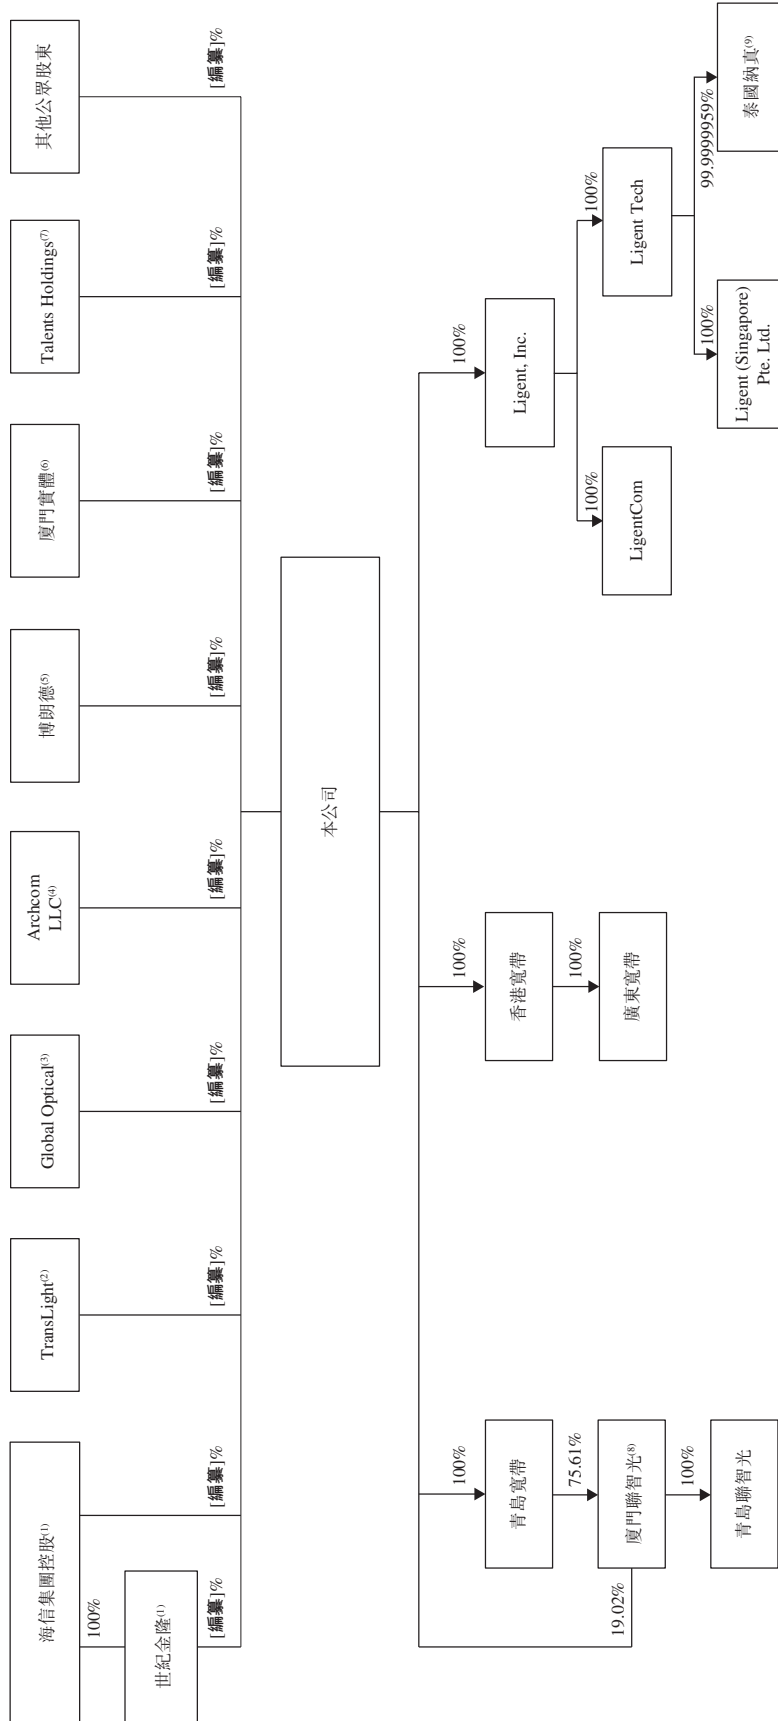 海信集團控股(1)
100%
世紀金隆(1)
[編纂]%
[編纂]%
TransLight(2)
[編纂]%
Global Optical(3)
[編纂]%
Archcom
LLC(4)
[編纂]%
博朗德(5)
[編纂]%
廈門實體(6)
[編纂]%
Talents Holdings(7)
[編纂]%
其他公眾股東
[編纂]%
本公司
100%
青島寬帶
75.61%
19.02%
廈門聯智光(8)
100%
青島聯智光
100%
香港寬帶
100%
廣東寬帶
100%
Ligent, Inc.
100%
LigentCom
100%
Ligent Tech
100%
Ligent (Singapore)
Pte. Ltd.
99.9999959%
泰國納真(9)